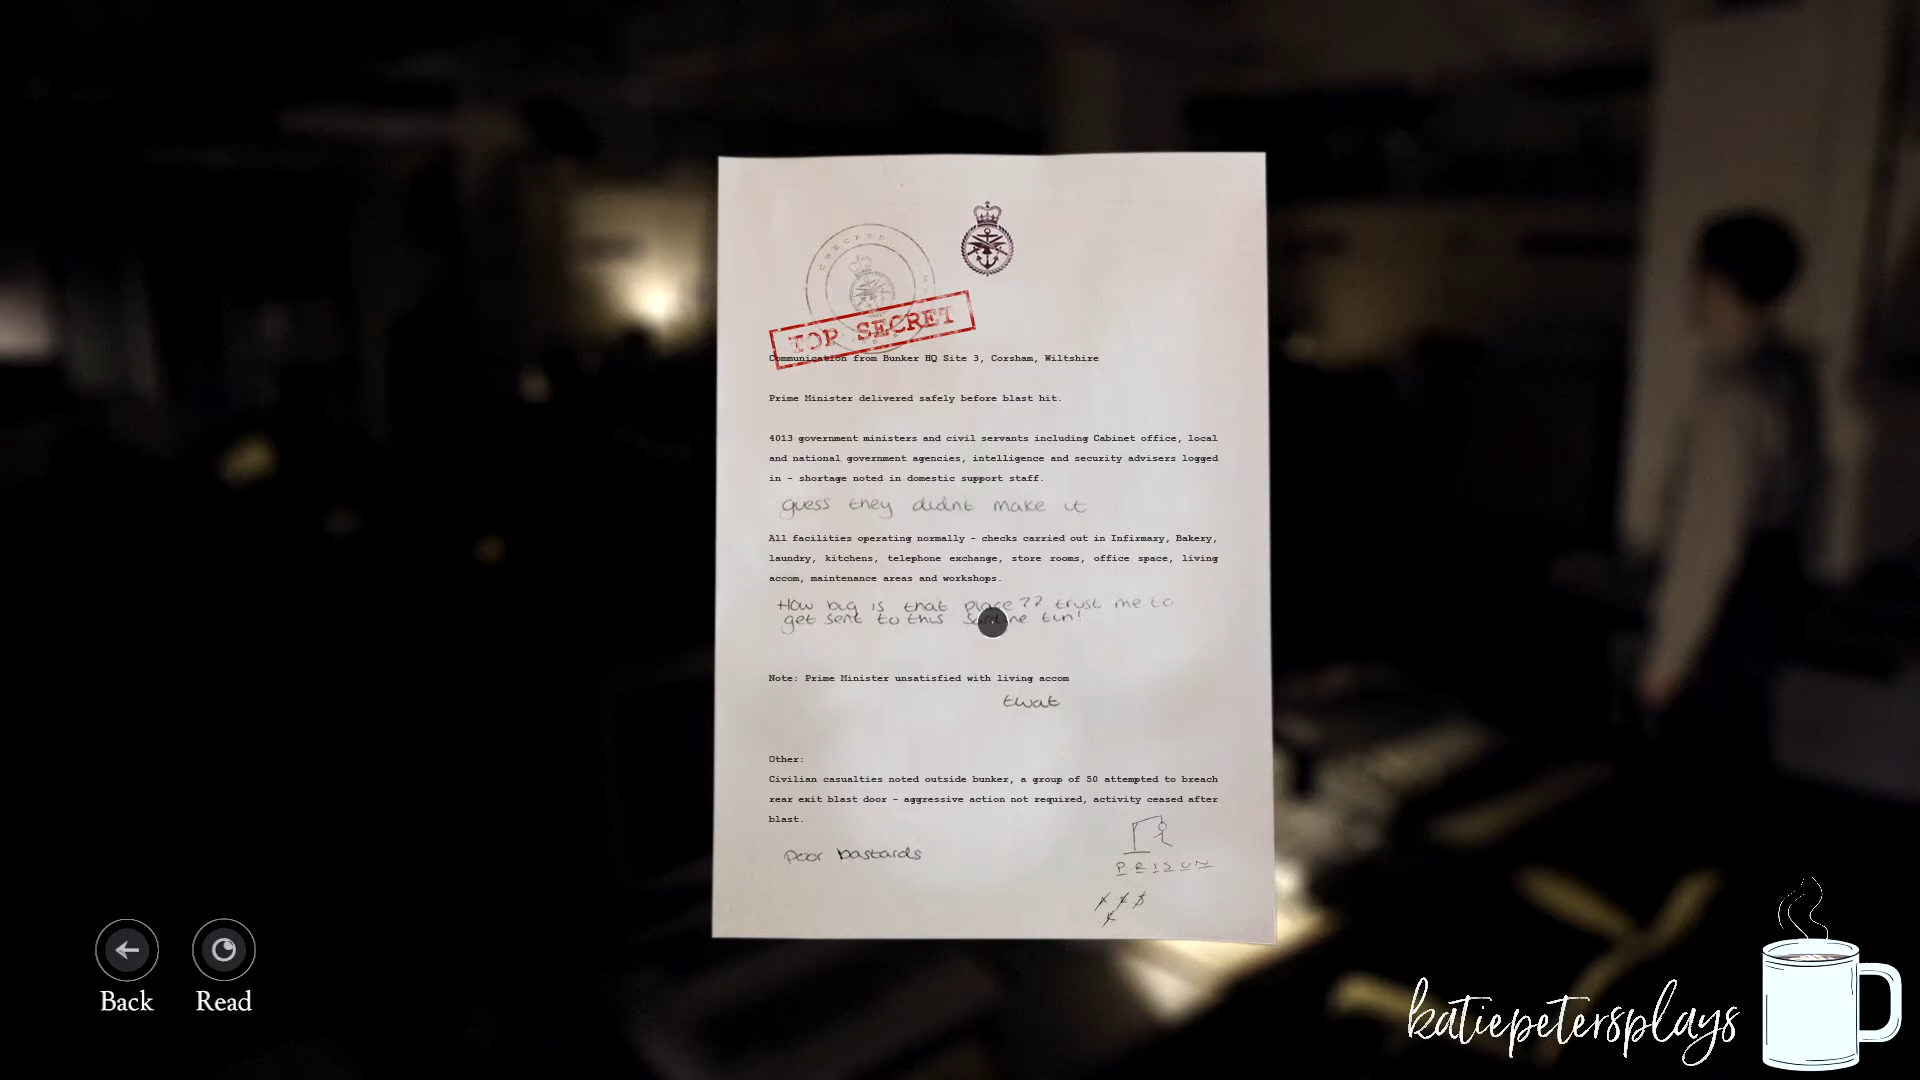 CHECKED
TOP SECRET
Communication from Bunker HQ Site 3, Corsham, Wiltshire
Prime Minister delivered safely before blast hit.
4013 government ministers and civil servants including Cabinet office, local
and national government agencies, intelligence and security advisers logged
in - shortage noted in domestic support staff.
guess they didnt make it
All facilities operating normally - checks carried out in Infirmary, Bakery,
laundry, kitchens, telephone exchange, store rooms, office space, living
accom, maintenance areas and workshops.
How big is that place?? trust me to
get sent to this sardine tin!
Note: Prime Minister unsatisfied with living accom
twat
Other:
Civilian casualties noted outside bunker, a group of 50 attempted to breach
rear exit blast door - aggressive action not required, activity ceased after
blast.
Poor bastards
PRISON
Back
Read
katiepetersplays